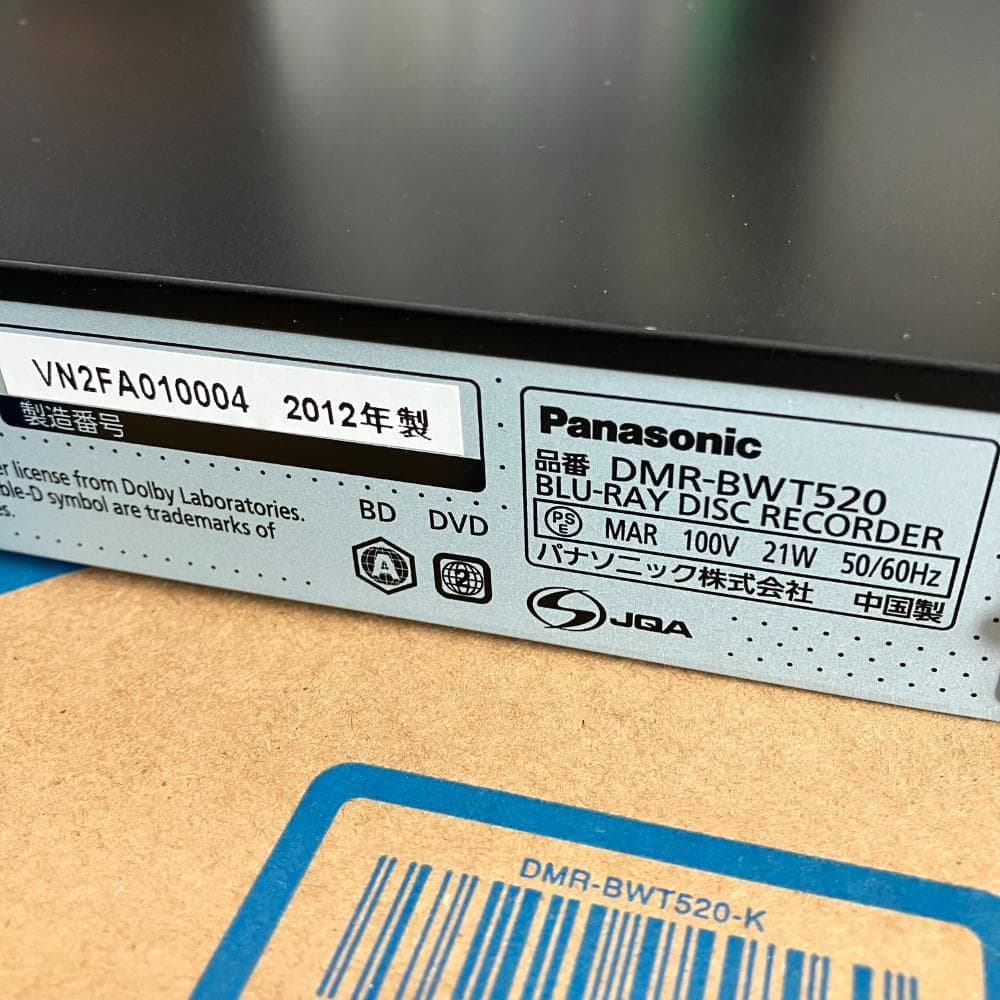 VN2FA010004 2012年製
製造番号
er license from Dolby Laboratories.
ble-D symbol are trademarks of
es.
BD DVD
A 2
Panasonic
品番 DMR-BWT520
BLU-RAY DISC RECORDER
PSE MAR 100V 21W 50/60Hz
パナソニック株式会社 中国製
JQA
DMR-BWT520-K